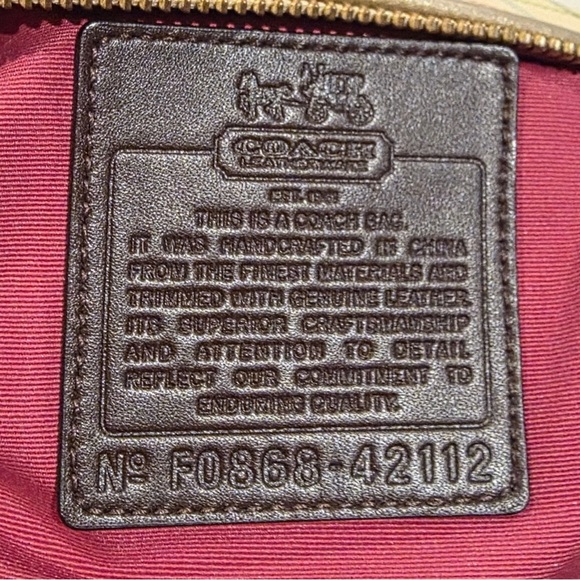 COACH
LEATHERWARE
EST. 1941
THIS IS A COACH BAG.
IT WAS HANDCRAFTED IN CHINA
FROM THE FINEST MATERIALS AND
TRIMMED WITH GENUINE LEATHER.
ITS SUPERIOR CRAFTSMANSHIP
AND ATTENTION TO DETAIL
REFLECT OUR COMMITMENT TO
ENDURING QUALITY.
Nº F0868-42112